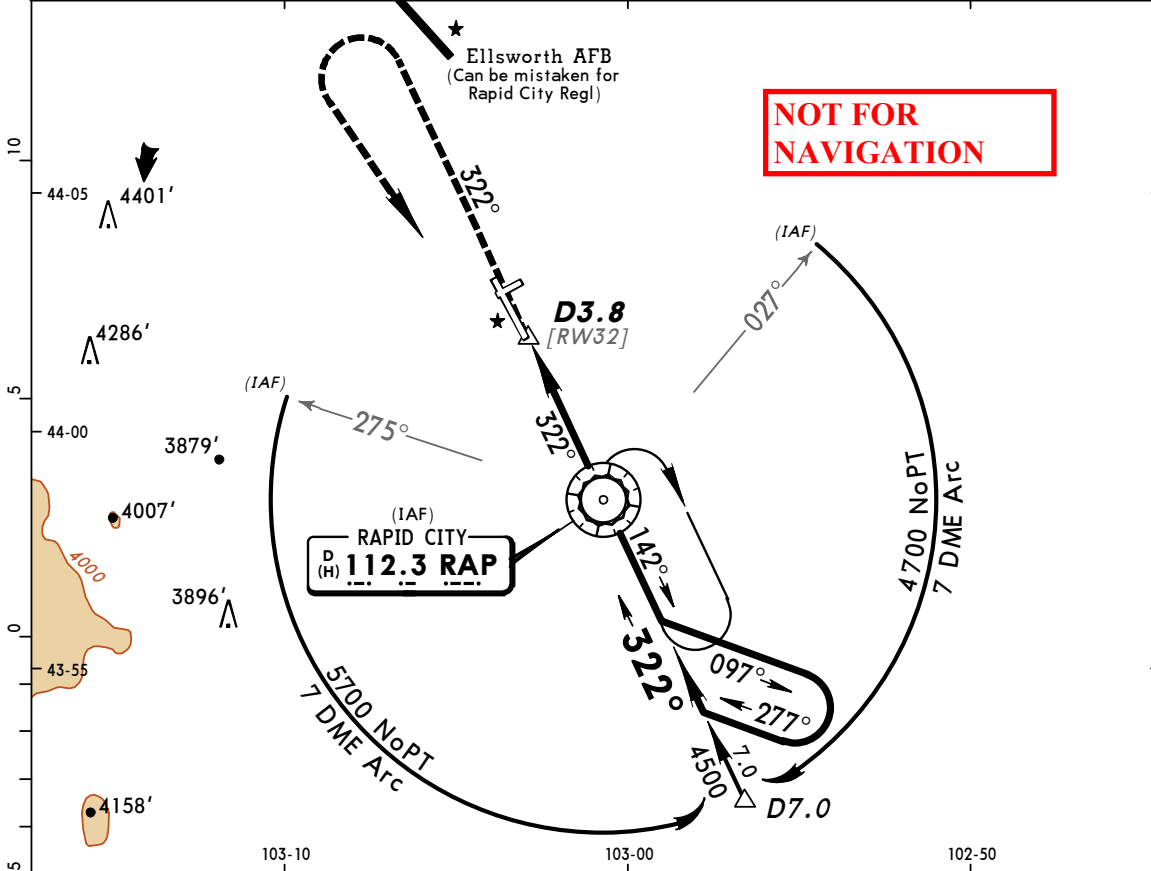 Ellsworth AFB
(Can be mistaken for
Rapid City Regl)
NOT FOR
NAVIGATION
10
44-05
4401'
322°
(IAF)
027°
D3.8
[RW32]
4286'
(IAF)
275°
5
44-00
322°
3879'
4007'
4000
(IAF)
RAPID CITY
D
(H) 112.3 RAP
142°
4700 NoPT
7 DME Arc
3896'
0
43-55
322°
097°
277°
5700 NoPT
7 DME Arc
4500
7.0
D7.0
4158'
5
103-10
103-00
102-50